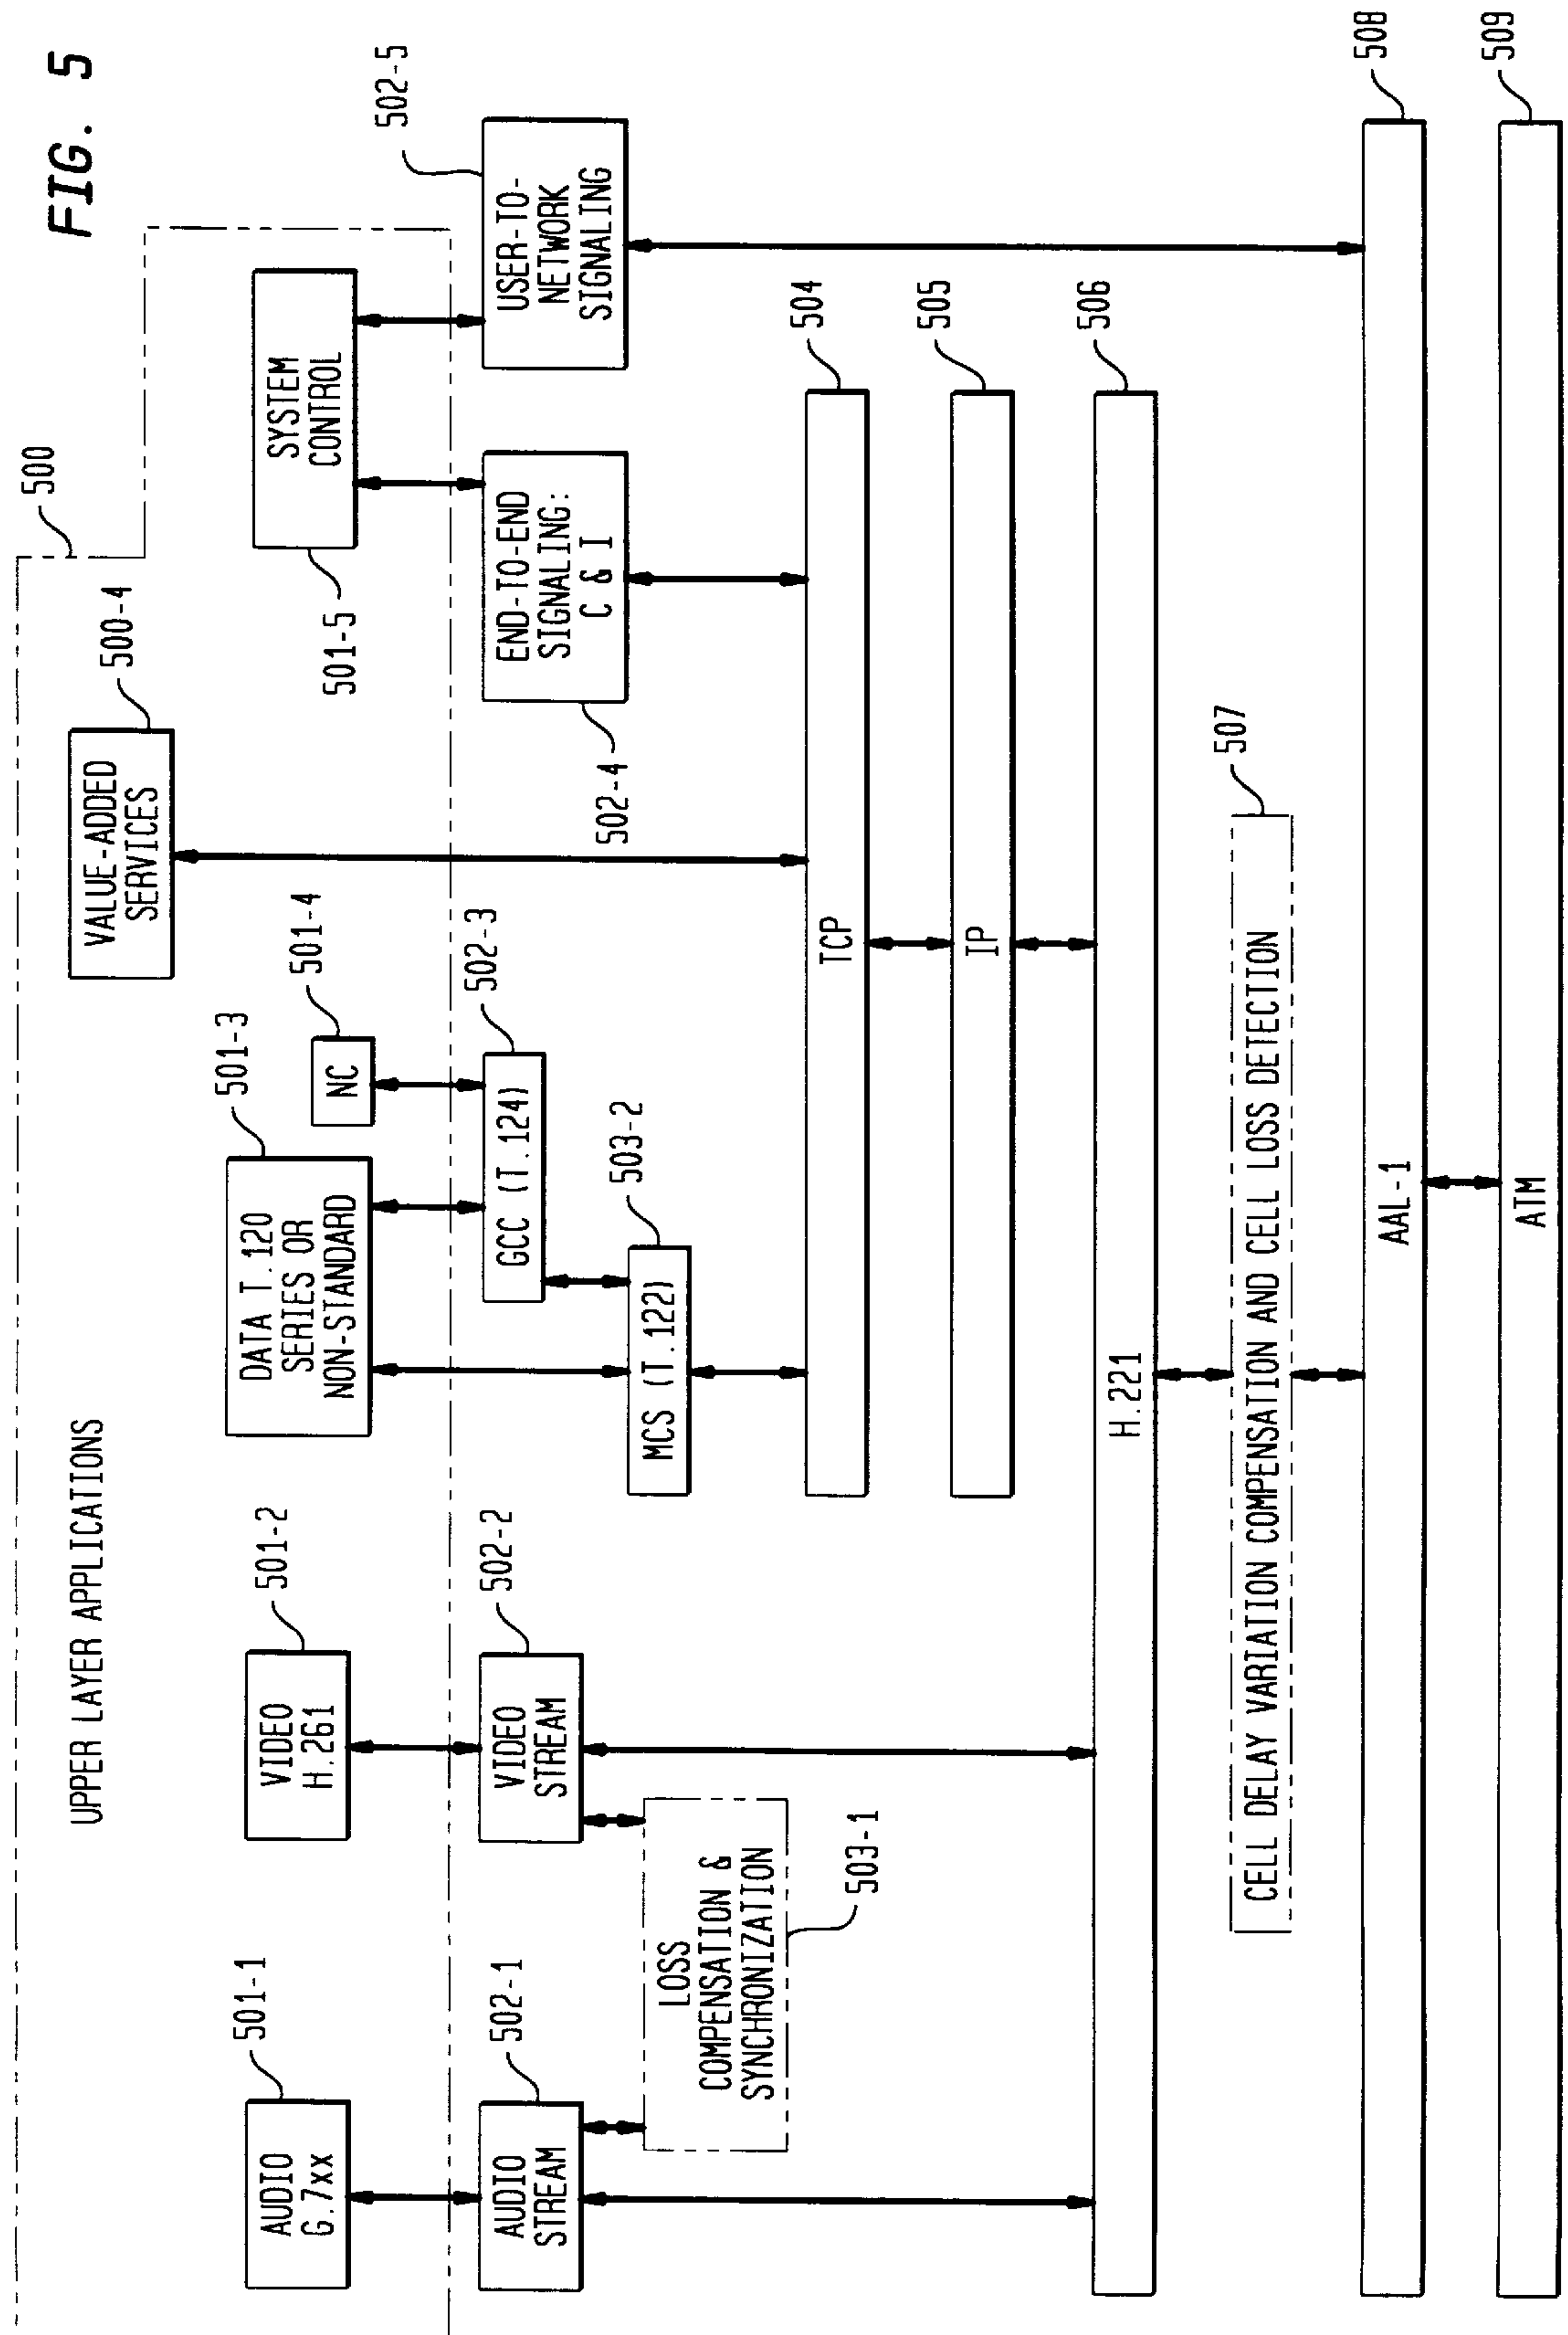 FIG. 5
UPPER LAYER APPLICATIONS
500
VALUE-ADDED
SERVICES
500-4
501-1
AUDIO
G.7xx
501-2
VIDEO
H.261
501-3
DATA T.120
SERIES OR
NON-STANDARD
501-4
NC
501-5
SYSTEM
CONTROL
502-1
AUDIO
STREAM
502-2
VIDEO
STREAM
502-3
GCC (T.124)
502-4
END-TO-END
SIGNALING:
C & I
502-5
USER-TO-
NETWORK
SIGNALING
LOSS
COMPENSATION &
SYNCHRONIZATION
503-1
503-2
MCS (T.122)
TCP
504
IP
505
H.221
506
CELL DELAY VARIATION COMPENSATION AND CELL LOSS DETECTION
507
AAL-1
508
ATM
509